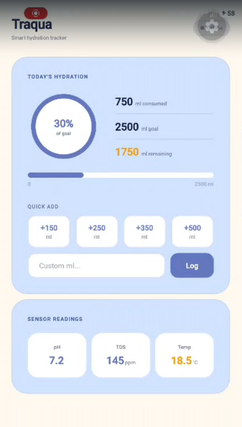 58
Traqua
Smart hydration tracker
TODAY'S HYDRATION
30%
of goal
750 ml consumed
2500 ml goal
1750 ml remaining
0 2500 ml
QUICK ADD
+150 +250 +350 +500
ml ml ml ml
Custom ml... Log
SENSOR READINGS
pH TDS Temp
7.2 145 ppm 18.5 °C